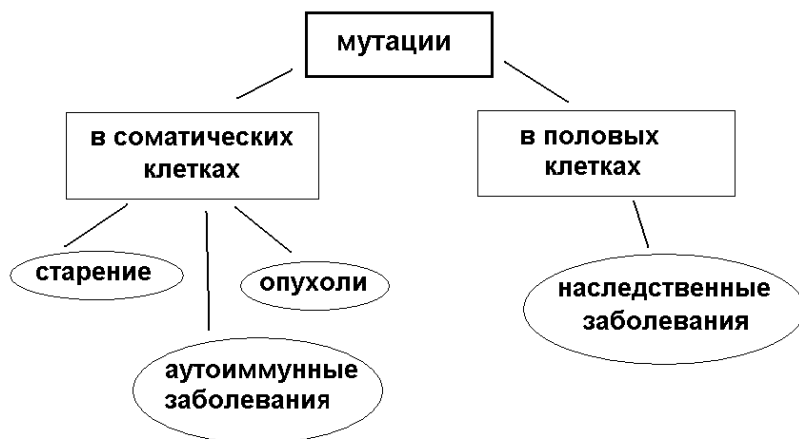 мутации
в соматических
клетках
в половых
клетках
старение
опухоли
аутоиммунные
заболевания
наследственные
заболевания